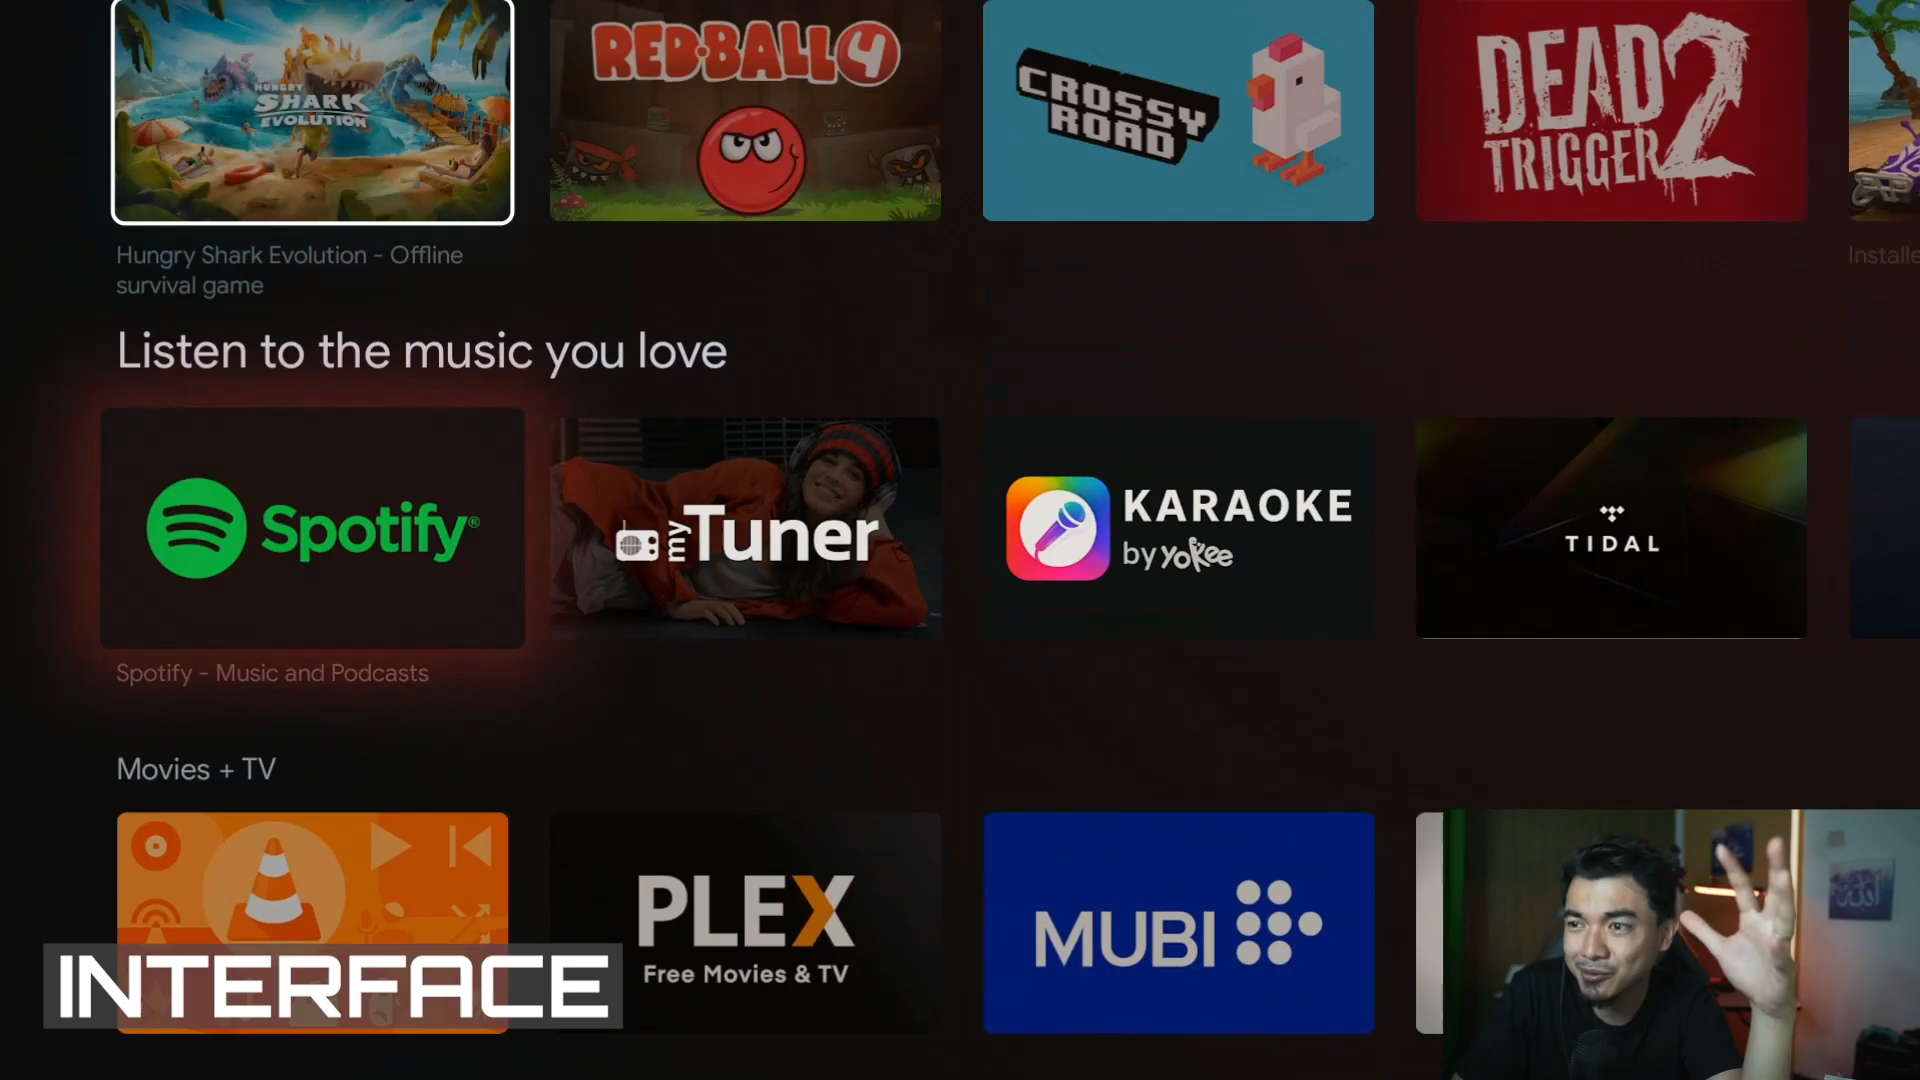 HUNGRY
SHARK
EVOLUTION
RED BALL 4
CROSSY
ROAD
DEAD
TRIGGER 2
Hungry Shark Evolution - Offline
survival game
Listen to the music you love
Spotify®
myTuner
KARAOKE
by Yokee
TIDAL
Spotify - Music and Podcasts
Movies + TV
PLEX
Free Movies & TV
MUBI
INTERFACE